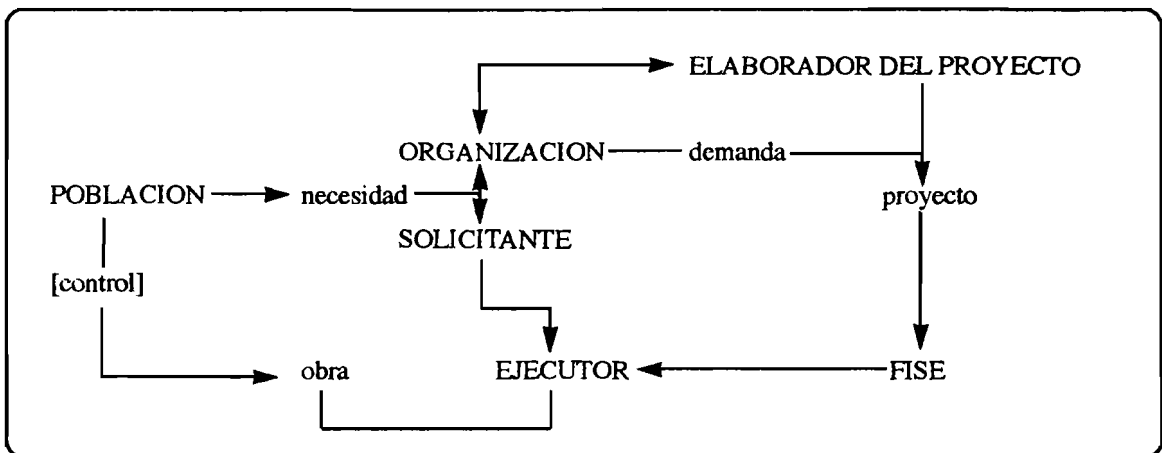 ELABORADOR DEL PROYECTO
ORGANIZACION demanda
POBLACION necesidad proyecto
SOLICITANTE
[control]
obra EJECUTOR FISE